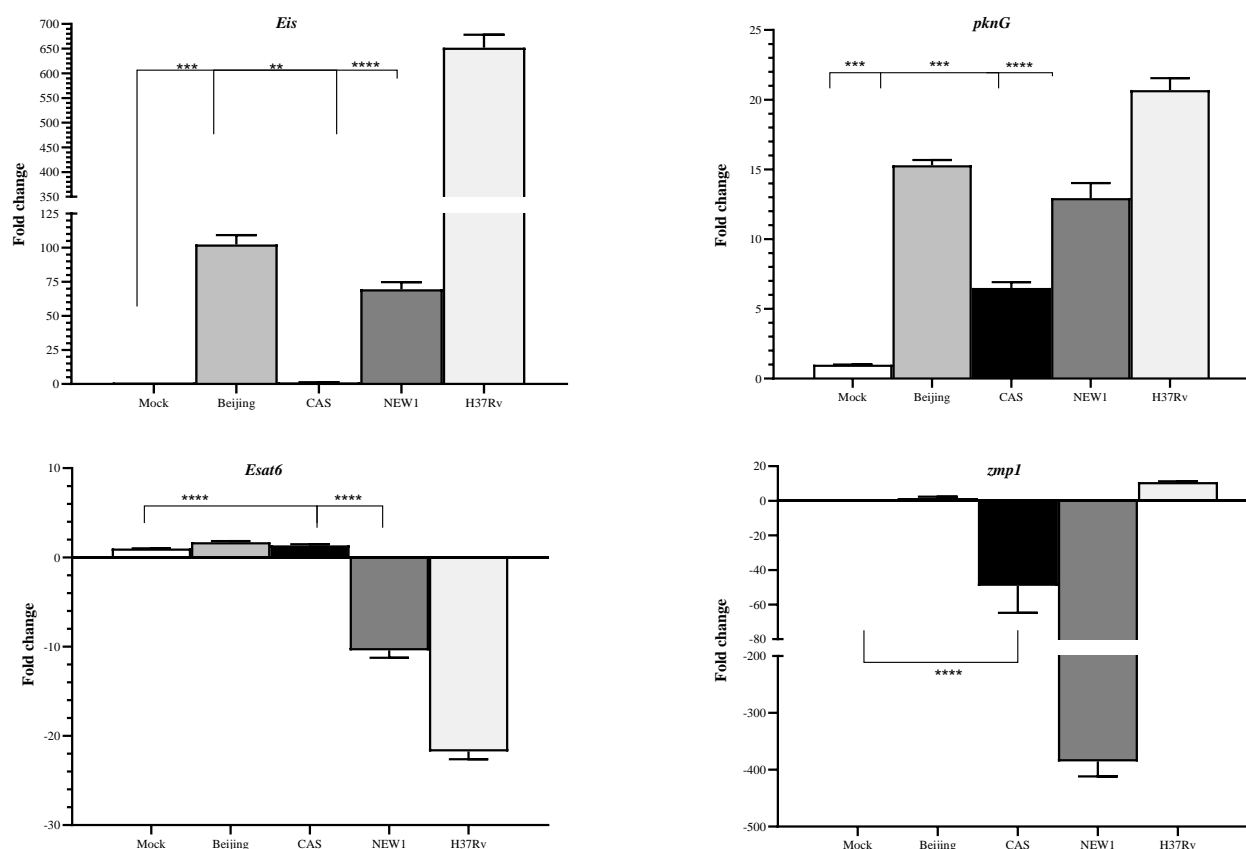 Eis
Fold change
700
650
600
550
500
450
400
350
125
100
75
50
25
0
*** ** ****
Mock Beijing CAS NEW1 H37Rv
pknG
Fold change
25
20
15
10
5
0
*** *** ****
Mock Beijing CAS NEW1 H37Rv
Esat6
Fold change
10
0
-10
-20
-30
**** ****
Mock Beijing CAS NEW1 H37Rv
zmp1
Fold change
20
0
-20
-40
-60
-80
-200
-300
-400
-500
****
Mock Beijing CAS NEW1 H37Rv